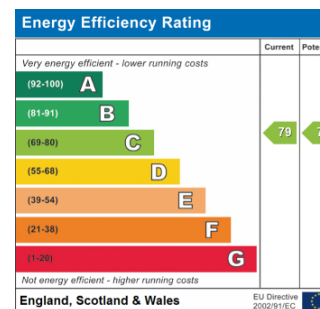 Energy Efficiency Rating
Current
Very energy efficient - lower running costs
(92-100) A
(81-91) B
(69-80) C 79
(55-68) D
(39-54) E
(21-38) F
(1-20) G
Not energy efficient - higher running costs
England, Scotland & Wales
EU Directive
2002/91/EC